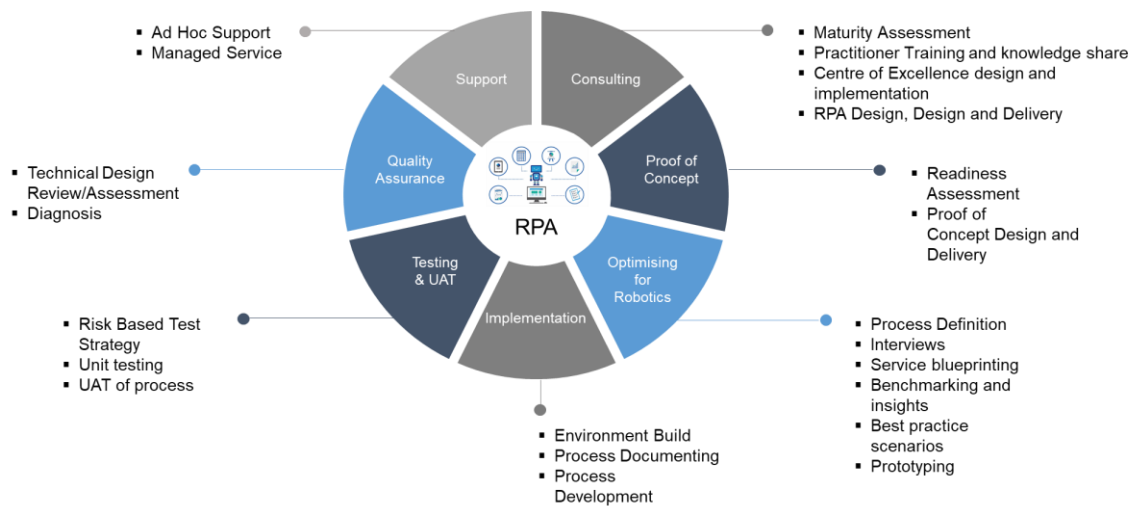 ▪ Ad Hoc Support
▪ Managed Service
▪ Maturity Assessment
▪ Practitioner Training and knowledge share
▪ Centre of Excellence design and
implementation
▪ RPA Design, Design and Delivery
Support
Consulting
Quality
Assurance
Proof of
Concept
RPA
▪ Technical Design
Review/Assessment
▪ Diagnosis
▪ Readiness
Assessment
▪ Proof of
Concept Design and
Delivery
Testing
& UAT
Optimising
for
Robotics
Implementation
▪ Risk Based Test
Strategy
▪ Unit testing
▪ UAT of process
▪ Process Definition
▪ Interviews
▪ Service blueprinting
▪ Benchmarking and
insights
▪ Best practice
scenarios
▪ Prototyping
▪ Environment Build
▪ Process Documenting
▪ Process
Development